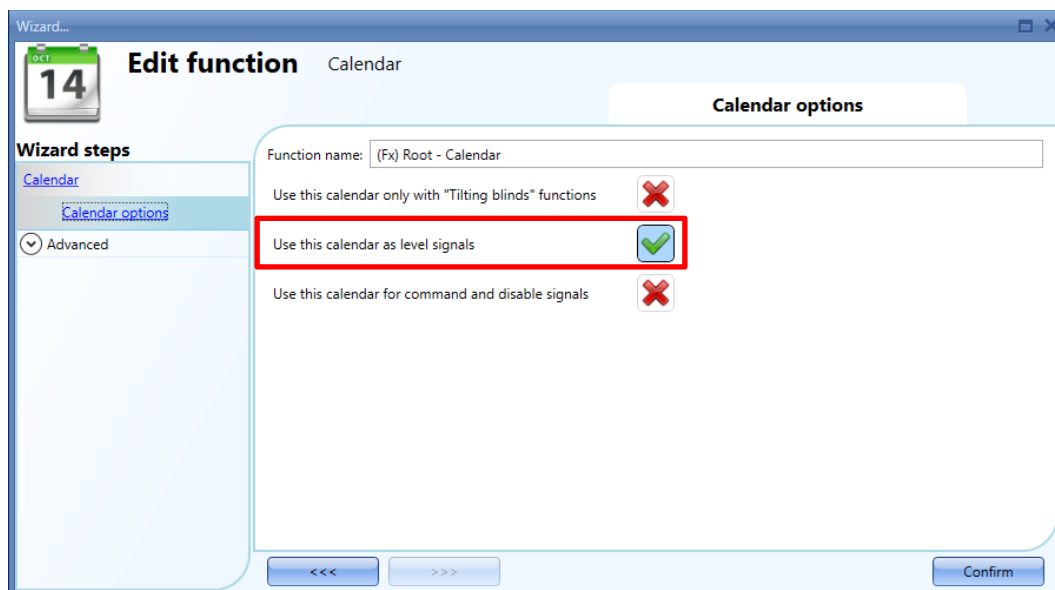 Wizard...
OCT
14
Edit function Calendar
Calendar options
Wizard steps
Calendar
Calendar options
Advanced
Function name: (Fx) Root - Calendar
Use this calendar only with "Tilting blinds" functions
Use this calendar as level signals
Use this calendar for command and disable signals
<<< >>> Confirm